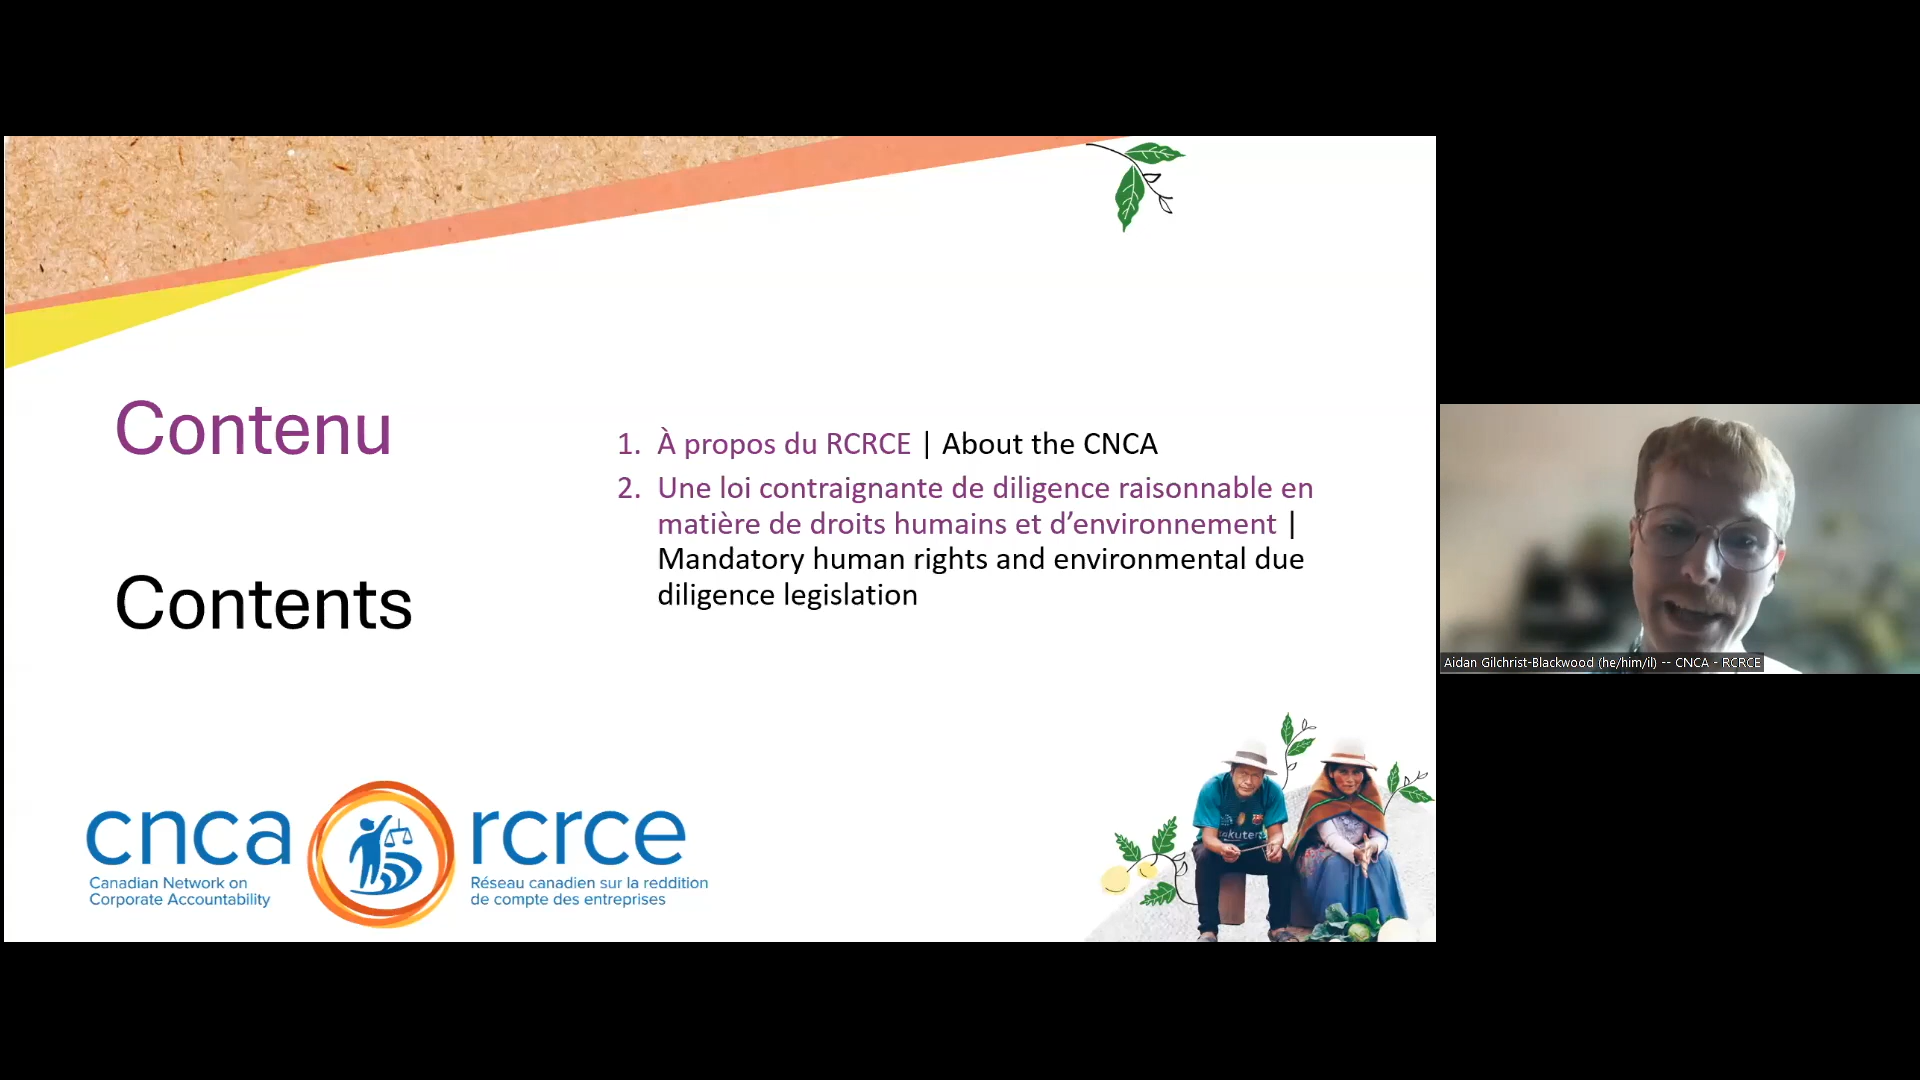 Contenu
Contents
1. À propos du RCRCE | About the CNCA
2. Une loi contraignante de diligence raisonnable en
matière de droits humains et d’environnement |
Mandatory human rights and environmental due
diligence legislation
cnca
Canadian Network on
Corporate Accountability
rcrce
Réseau canadien sur la reddition
de compte des entreprises
Aidan Gilchrist-Blackwood (he/him/il) -- CNCA - RCRCE